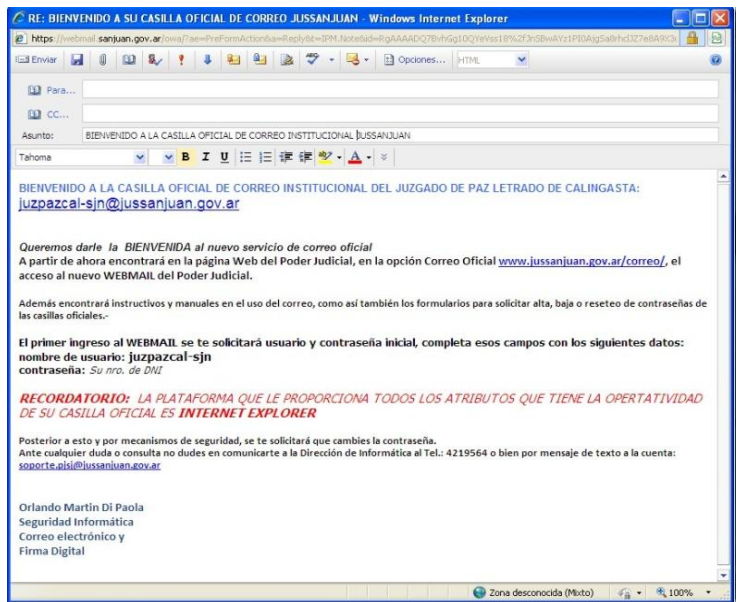 RE: BIENVENIDO A SU CASILLA OFICIAL DE CORREO JUSSANJUAN - Windows Internet Explorer
Enviar
Opciones...
HTML
Para...
CC...
Asunto: BIENVENIDO A LA CASILLA OFICIAL DE CORREO INSTITUCIONAL JUSSANJUAN
Tahoma
B I U
BIENVENIDO A LA CASILLA OFICIAL DE CORREO INSTITUCIONAL DEL JUZGADO DE PAZ LETRADO DE CALINGASTA:
juzpazcal-sjn@jussanjuan.gov.ar
Queremos darle la BIENVENIDA al nuevo servicio de correo oficial
A partir de ahora encontrará en la página Web del Poder Judicial, en la opción Correo Oficial www.jussanjuan.gov.ar/correo/, el
acceso al nuevo WEBMAIL del Poder Judicial.
Además encontrará instructivos y manuales en el uso del correo, como así también los formularios para solicitar alta, baja o reseteo de contraseñas de
las casillas oficiales.-
El primer ingreso al WEBMAIL se te solicitará usuario y contraseña inicial, completa esos campos con los siguientes datos:
nombre de usuario: juzpazcal-sjn
contraseña: Su nro. de DNI
RECORDATORIO: LA PLATAFORMA QUE LE PROPORCIONA TODOS LOS ATRIBUTOS QUE TIENE LA OPERTATIVIDAD
DE SU CASILLA OFICIAL ES INTERNET EXPLORER
Posterior a esto y por mecanismos de seguridad, se te solicitará que cambies la contraseña.
Ante cualquier duda o consulta no dudes en comunicarte a la Dirección de Informática al Tel.: 4219564 o bien por mensaje de texto a la cuenta:
soporte.pjsj@jussanjuan.gov.ar
Orlando Martin Di Paola
Seguridad Informática
Correo electrónico y
Firma Digital
Zona desconocida (Mixto)
100%